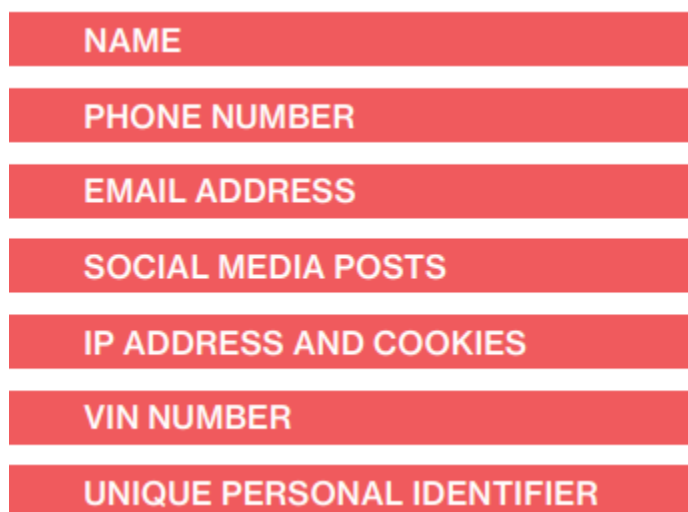 NAME
PHONE NUMBER
EMAIL ADDRESS
SOCIAL MEDIA POSTS
IP ADDRESS AND COOKIES
VIN NUMBER
UNIQUE PERSONAL IDENTIFIER